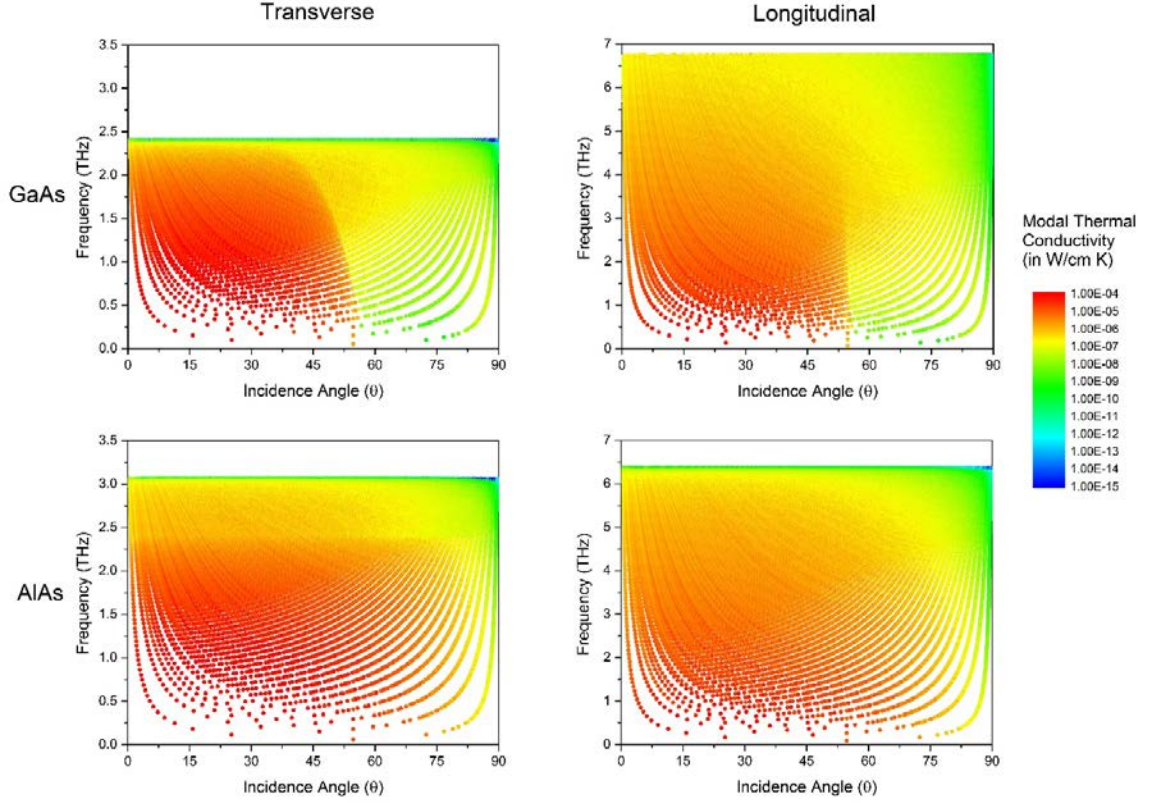 Transverse
Longitudinal
GaAs
Frequency (THz)
3.5
3.0
2.5
2.0
1.5
1.0
0.5
0.0
0 15 30 45 60 75 90
Incidence Angle (θ)
Frequency (THz)
7
6
5
4
3
2
1
0
0 15 30 45 60 75 90
Incidence Angle (θ)
Modal Thermal
Conductivity
(in W/cm K)
1.00E-04
1.00E-05
1.00E-06
1.00E-07
1.00E-08
1.00E-09
1.00E-10
1.00E-11
1.00E-12
1.00E-13
1.00E-14
1.00E-15
AlAs
Frequency (THz)
3.5
3.0
2.5
2.0
1.5
1.0
0.5
0.0
0 15 30 45 60 75 90
Incidence Angle (θ)
Frequency (THz)
7
6
5
4
3
2
1
0
0 15 30 45 60 75 90
Incidence Angle (θ)